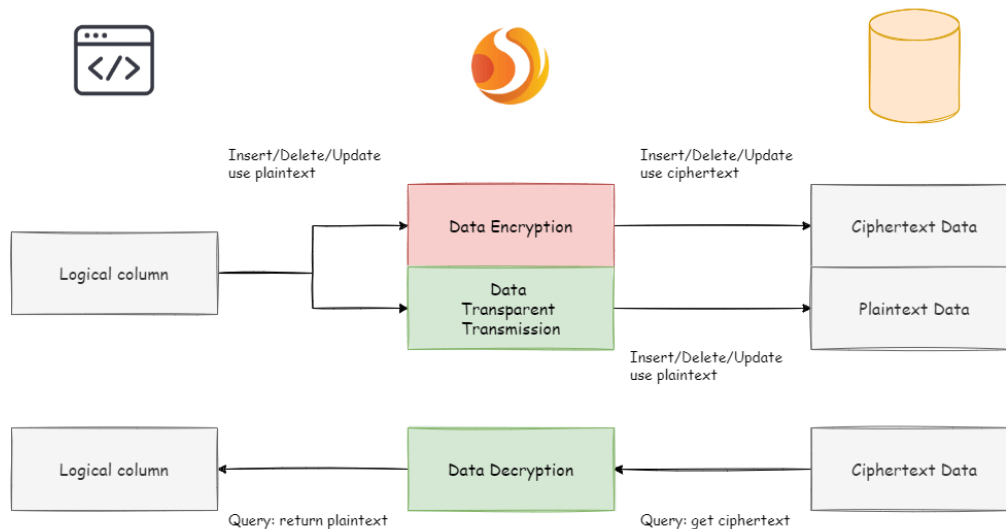 </>
Insert/Delete/Update
use plaintext
Insert/Delete/Update
use ciphertext
Logical column
Data Encryption
Ciphertext Data
Data
Transparent
Transmission
Plaintext Data
Insert/Delete/Update
use plaintext
Logical column
Data Decryption
Ciphertext Data
Query: return plaintext
Query: get ciphertext